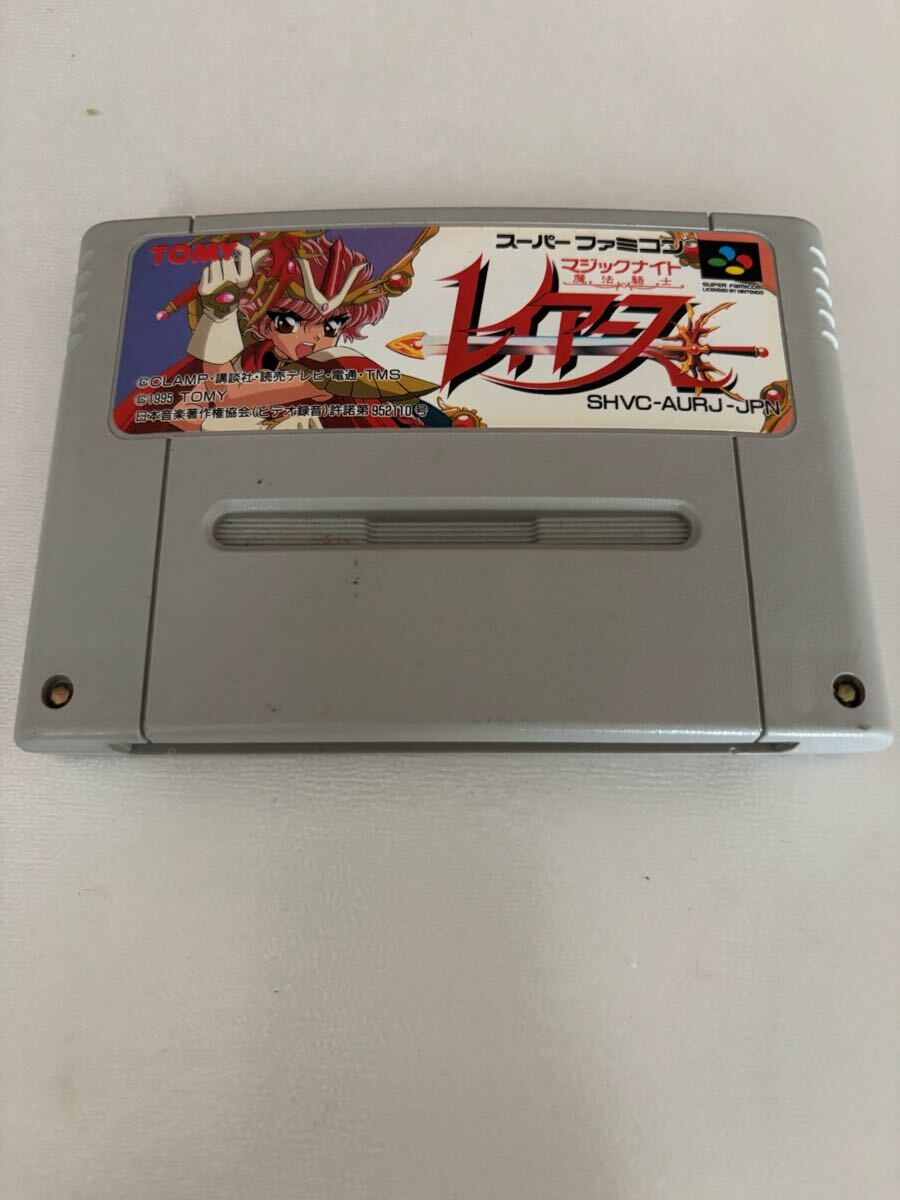 TOMY
スーパーファミコン®
マジックナイト
魔法騎士
レイアース
SUPER FAMICOM
LICENSED BY NINTENDO
©CLAMP・講談社・読売テレビ・電通・TMS
©1995 TOMY
日本音楽著作権協会(ビデオ録音)許諾第952110号
SHVC-AURJ-JPN